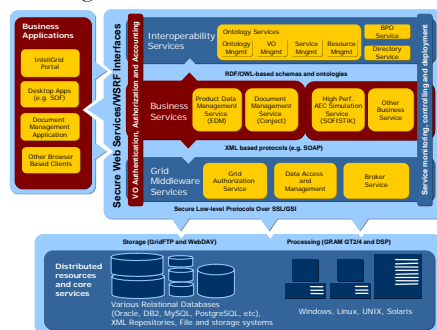 Business
Applications
InteliGrid
Portal
Desktop Apps
(e.g. SOF)
Document
Management
Application
Other Browser
Based Clients
Secure Web Services/WSRF Interfaces
VO Authentication, Authorization and Accounting
Interoperability
Services
Ontology Services
Ontology
Mngmt
VO
Mngmt
Service
Mngmt
Resource
Mngmt
BPO
Service
Directory
Service
RDF/OWL-based schemas and ontologies
Business
Services
Product Data
Management
Service
(EDM)
Document
Management
Service
(Conject)
High Perf.
AEC Simulation
Service
(SOFISTIK)
Other
Business
Service
XML based protocols (e.g. SOAP)
Grid
Middleware
Services
Grid
Authorization
Service
Data Access
and
Management
Broker
Service
Service monitoring, controlling and deployment
Secure Low-level Protocols Over SSL/GSI
Storage (GridFTP and WebDAV)
Processing (GRAM GT2/4 and DSP)
Distributed
resources
and core
services
Various Relational Databases
(Oracle, DB2, MySQL, PostgreSQL, etc),
XML Repositories, File and storage systems
Windows, Linux, UNIX, Solaris